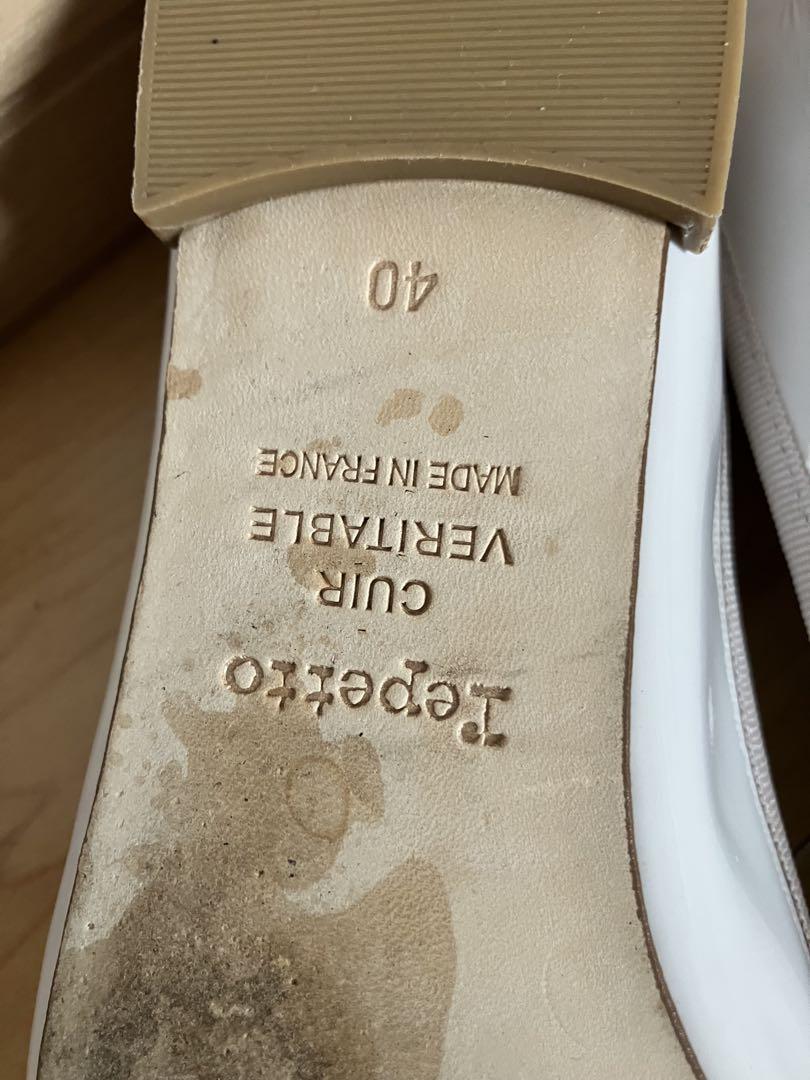 repetto
CUIR
VERITABLE
MADE IN FRANCE
40